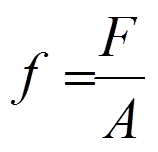 f = F/A